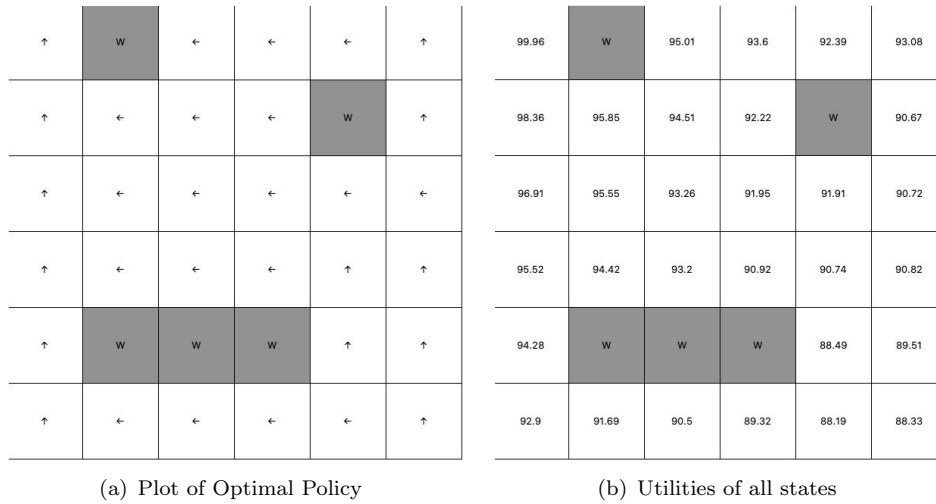 ↑ W ← ← ← ↑
↑ ← ← ← W ↑
↑ ← ← ← ← ←
↑ ← ← ← ↑ ↑
↑ W W W ↑ ↑
↑ ← ← ← ← ↑
(a) Plot of Optimal Policy
99.96 W 95.01 93.6 92.39 93.08
98.36 95.85 94.51 92.22 W 90.67
96.91 95.55 93.26 91.95 91.91 90.72
95.52 94.42 93.2 90.92 90.74 90.82
94.28 W W W 88.49 89.51
92.9 91.69 90.5 89.32 88.19 88.33
(b) Utilities of all states